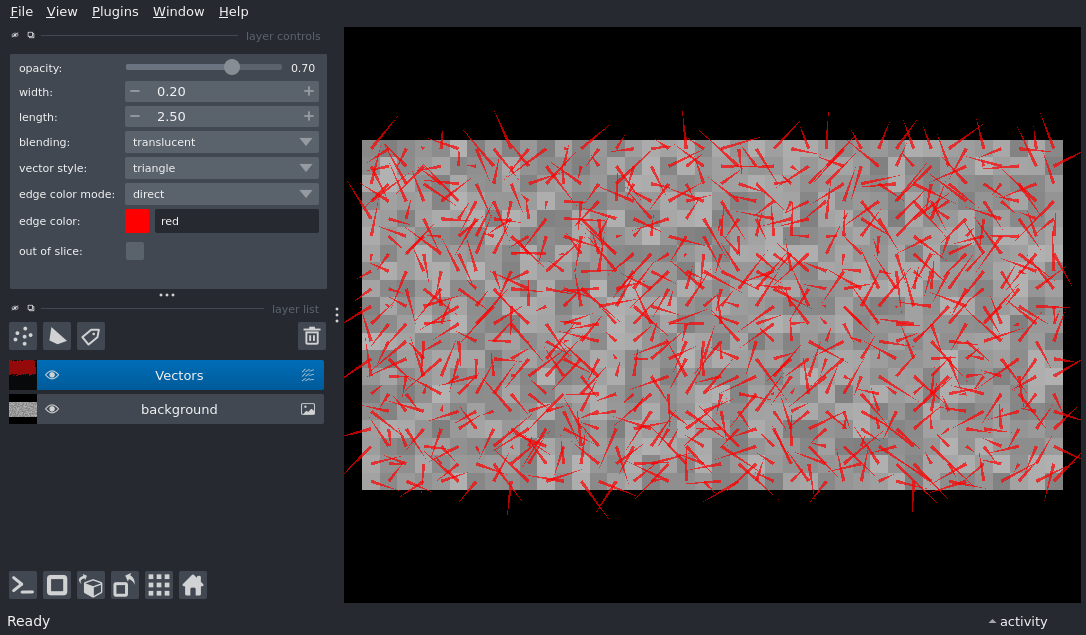 File View Plugins Window Help
layer controls
opacity: 0.70
width: − 0.20 +
length: − 2.50 +
blending: translucent
vector style: triangle
edge color mode: direct
edge color: red
out of slice:
layer list
Vectors
background
Ready
activity